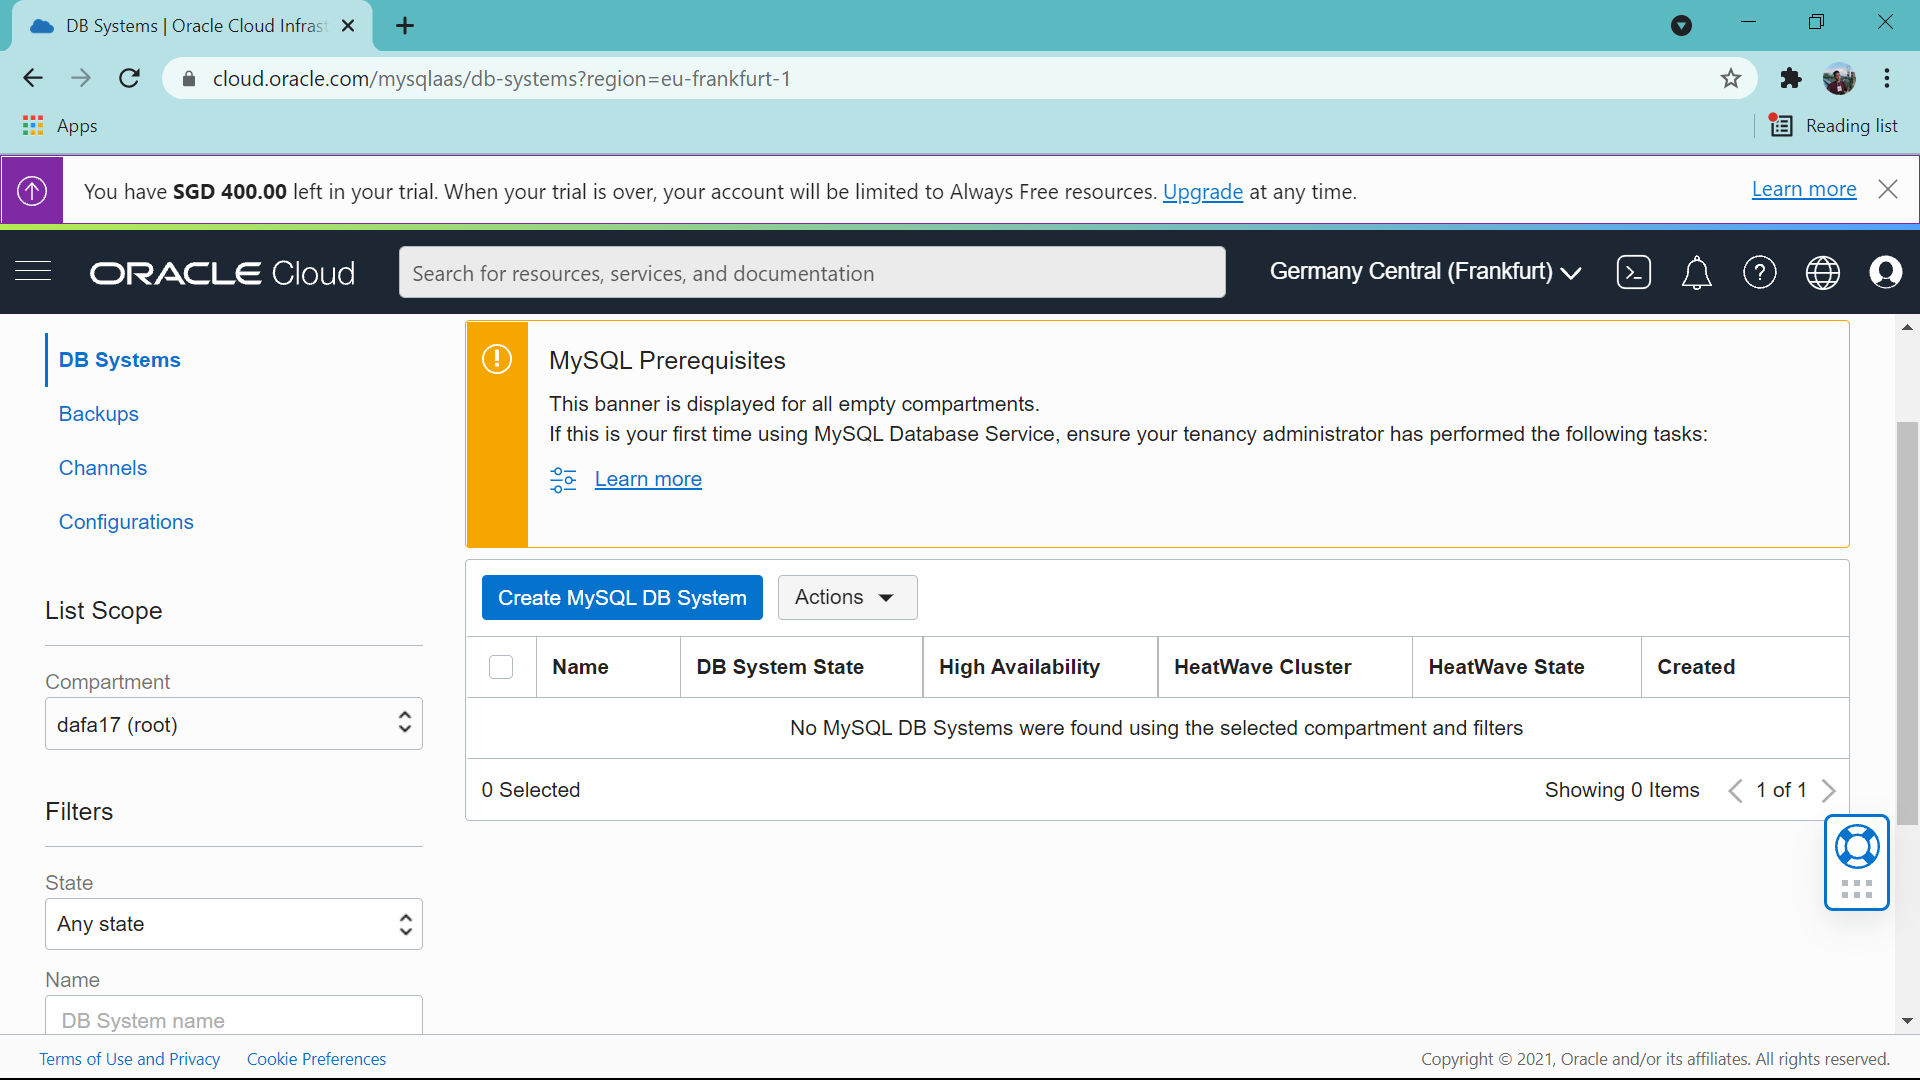 DB Systems | Oracle Cloud Infrast
cloud.oracle.com/mysqlaas/db-systems?region=eu-frankfurt-1
Apps
Reading list
You have SGD 400.00 left in your trial. When your trial is over, your account will be limited to Always Free resources. Upgrade at any time.
Learn more
ORACLE Cloud
Search for resources, services, and documentation
Germany Central (Frankfurt)
DB Systems
Backups
Channels
Configurations
List Scope
Compartment
dafa17 (root)
Filters
State
Any state
Name
DB System name
MySQL Prerequisites
This banner is displayed for all empty compartments.
If this is your first time using MySQL Database Service, ensure your tenancy administrator has performed the following tasks:
Learn more
Create MySQL DB System
Actions
Name DB System State High Availability HeatWave Cluster HeatWave State Created
No MySQL DB Systems were found using the selected compartment and filters
0 Selected
Showing 0 Items
1 of 1
Terms of Use and Privacy
Cookie Preferences
Copyright © 2021, Oracle and/or its affiliates. All rights reserved.